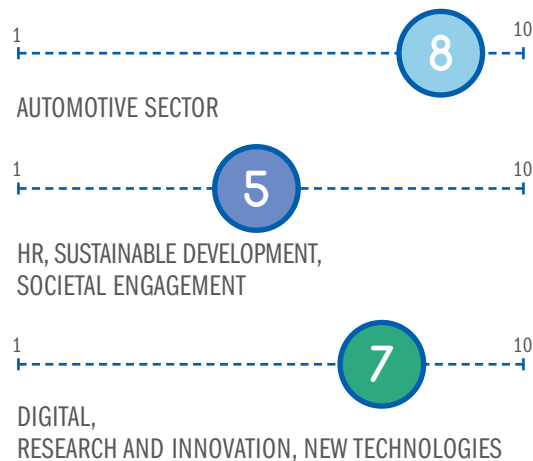 1
10
8
AUTOMOTIVE SECTOR
1
10
5
HR, SUSTAINABLE DEVELOPMENT,
SOCIETAL ENGAGEMENT
1
10
7
DIGITAL,
RESEARCH AND INNOVATION, NEW TECHNOLOGIES